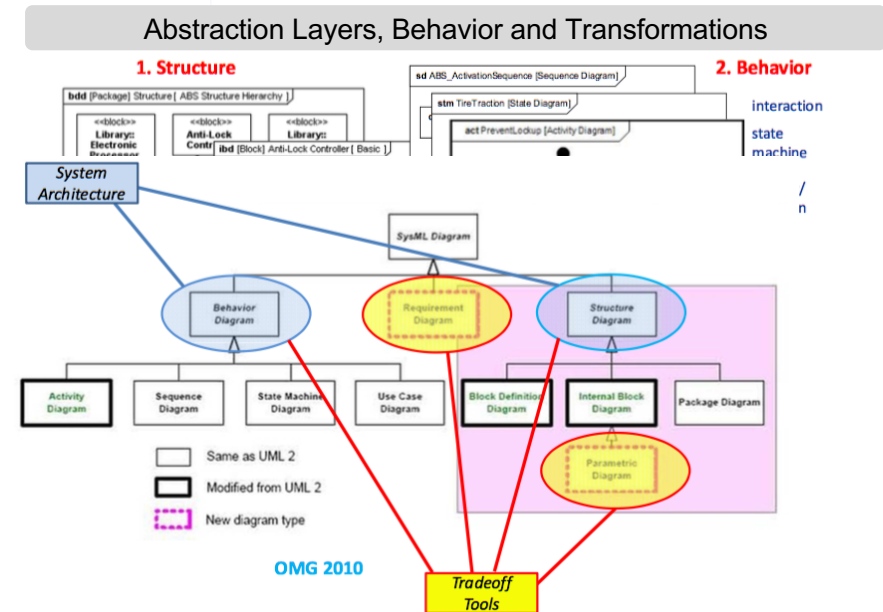 Abstraction Layers, Behavior and Transformations
1. Structure
2. Behavior
bdd [Package] Structure [ ABS Structure Hierarchy ]
<<block>>
Library::
Electronic
Processor
<<block>>
Anti-Lock
Contr
<<block>>
Library::
ibd [Block] Anti-Lock Controller [ Basic ]
sd ABS_ActivationSequence [Sequence Diagram]
stm TireTraction [State Diagram]
act PreventLockup [Activity Diagram]
interaction
state
machine
/
n
System
Architecture
SysML Diagram
Behavior
Diagram
Requirement
Diagram
Structure
Diagram
Activity
Diagram
Sequence
Diagram
State Machine
Diagram
Use Case
Diagram
Block Definition
Diagram
Internal Block
Diagram
Package Diagram
Parametric
Diagram
Same as UML 2
Modified from UML 2
New diagram type
OMG 2010
Tradeoff
Tools